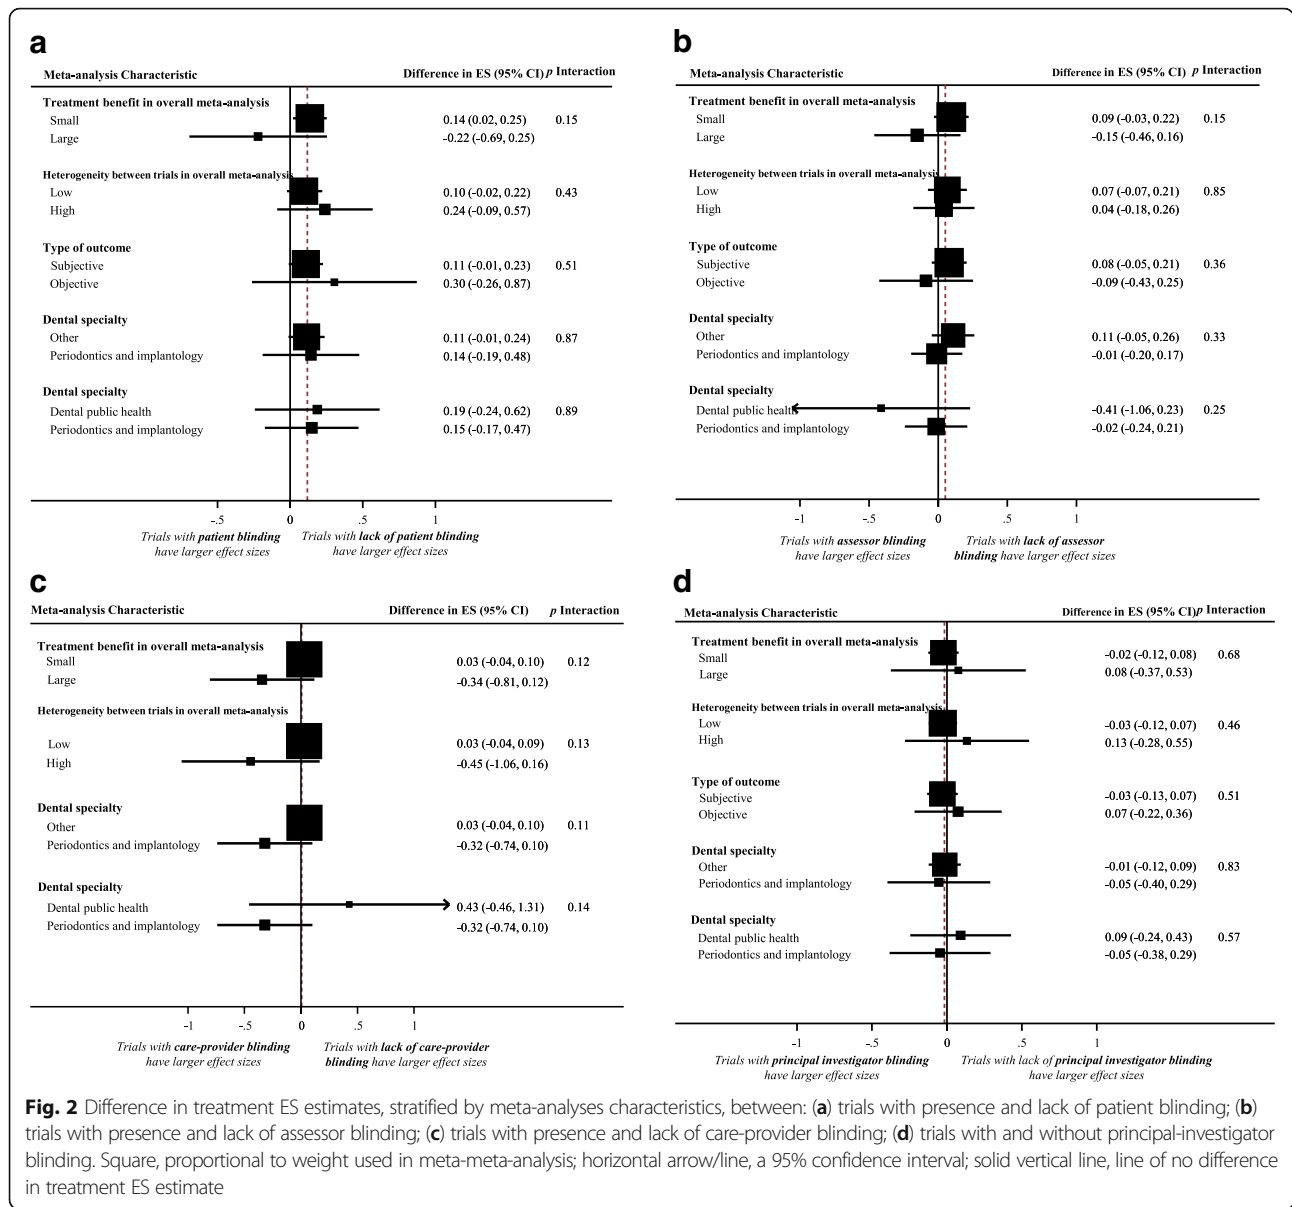 a
Meta-analysis Characteristic Difference in ES (95% CI) p Interaction
Treatment benefit in overall meta-analysis
Small 0.14 (0.02, 0.25) 0.15
Large -0.22 (-0.69, 0.25)
Heterogeneity between trials in overall meta-analysis
Low 0.10 (-0.02, 0.22) 0.43
High 0.24 (-0.09, 0.57)
Type of outcome
Subjective 0.11 (-0.01, 0.23) 0.51
Objective 0.30 (-0.26, 0.87)
Dental specialty
Other 0.11 (-0.01, 0.24) 0.87
Periodontics and implantology 0.14 (-0.19, 0.48)
Dental specialty
Dental public health 0.19 (-0.24, 0.62) 0.89
Periodontics and implantology 0.15 (-0.17, 0.47)
-.5 0 .5 1
Trials with patient blinding
have larger effect sizes
Trials with lack of patient blinding
have larger effect sizes
b
Meta-analysis Characteristic Difference in ES (95% CI) p Interaction
Treatment benefit in overall meta-analysis
Small 0.09 (-0.03, 0.22) 0.15
Large -0.15 (-0.46, 0.16)
Heterogeneity between trials in overall meta-analysis
Low 0.07 (-0.07, 0.21) 0.85
High 0.04 (-0.18, 0.26)
Type of outcome
Subjective 0.08 (-0.05, 0.21) 0.36
Objective -0.09 (-0.43, 0.25)
Dental specialty
Other 0.11 (-0.05, 0.26) 0.33
Periodontics and implantology -0.01 (-0.20, 0.17)
Dental specialty
Dental public health -0.41 (-1.06, 0.23) 0.25
Periodontics and implantology -0.02 (-0.24, 0.21)
-1 -.5 0 .5 1
Trials with assessor blinding
have larger effect sizes
Trials with lack of assessor
blinding have larger effect sizes
c
Meta-analysis Characteristic Difference in ES (95% CI) p Interaction
Treatment benefit in overall meta-analysis
Small 0.03 (-0.04, 0.10) 0.12
Large -0.34 (-0.81, 0.12)
Heterogeneity between trials in overall meta-analysis
Low 0.03 (-0.04, 0.09) 0.13
High -0.45 (-1.06, 0.16)
Dental specialty
Other 0.03 (-0.04, 0.10) 0.11
Periodontics and implantology -0.32 (-0.74, 0.10)
Dental specialty
Dental public health 0.43 (-0.46, 1.31) 0.14
Periodontics and implantology -0.32 (-0.74, 0.10)
-1 -.5 0 .5 1
Trials with care-provider blinding
have larger effect sizes
Trials with lack of care-provider
blinding have larger effect sizes
d
Meta-analysis Characteristic Difference in ES (95% CI) p Interaction
Treatment benefit in overall meta-analysis
Small -0.02 (-0.12, 0.08) 0.68
Large 0.08 (-0.37, 0.53)
Heterogeneity between trials in overall meta-analysis
Low -0.03 (-0.12, 0.07) 0.46
High 0.13 (-0.28, 0.55)
Type of outcome
Subjective -0.03 (-0.13, 0.07) 0.51
Objective 0.07 (-0.22, 0.36)
Dental specialty
Other -0.01 (-0.12, 0.09) 0.83
Periodontics and implantology -0.05 (-0.40, 0.29)
Dental specialty
Dental public health 0.09 (-0.24, 0.43) 0.57
Periodontics and implantology -0.05 (-0.38, 0.29)
-1 -.5 0 .5 1
Trials with principal investigator blinding
have larger effect sizes
Trials with lack of principal investigator blinding
have larger effect sizes
Fig. 2 Difference in treatment ES estimates, stratified by meta-analyses characteristics, between: (a) trials with presence and lack of patient blinding; (b)
trials with presence and lack of assessor blinding; (c) trials with presence and lack of care-provider blinding; (d) trials with and without principal-investigator
blinding. Square, proportional to weight used in meta-meta-analysis; horizontal arrow/line, a 95% confidence interval; solid vertical line, line of no difference
in treatment ES estimate